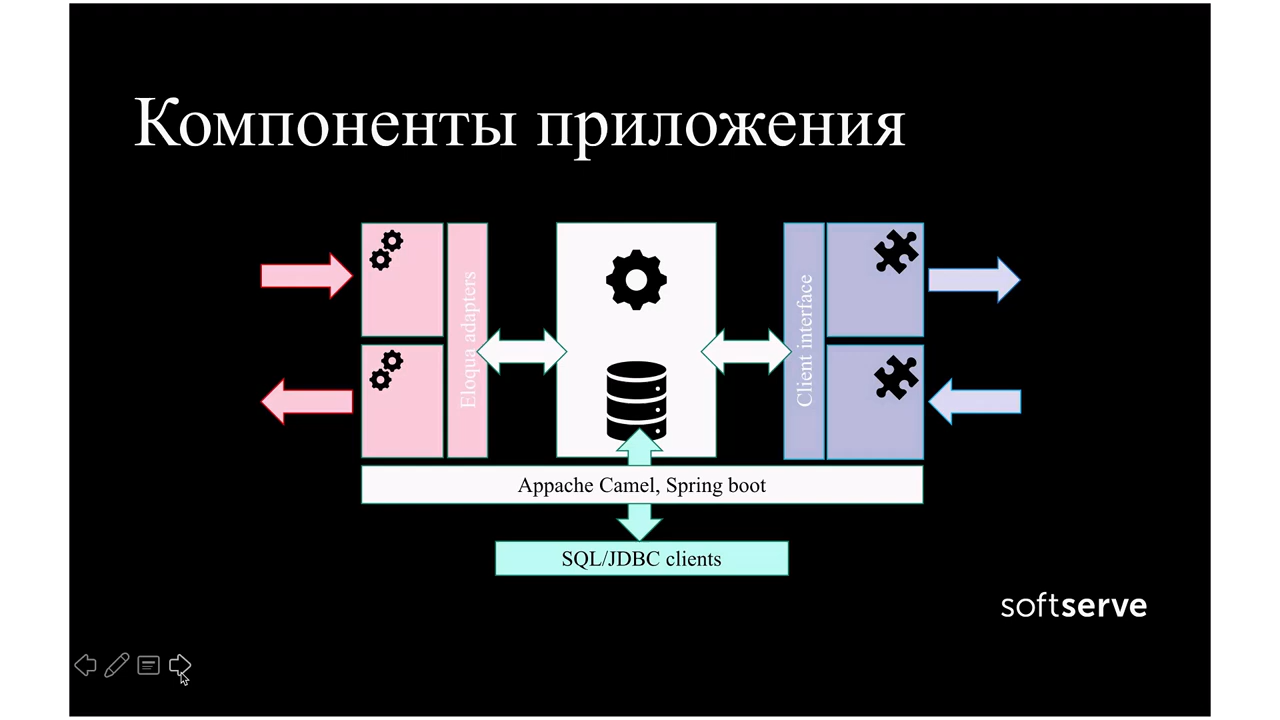 Компоненты приложения
Eloqua adapters
Client interface
Appache Camel, Spring boot
SQL/JDBC clients
softserve